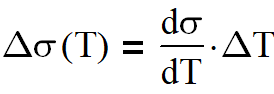 Δσ(T) = dσ/dT · ΔT